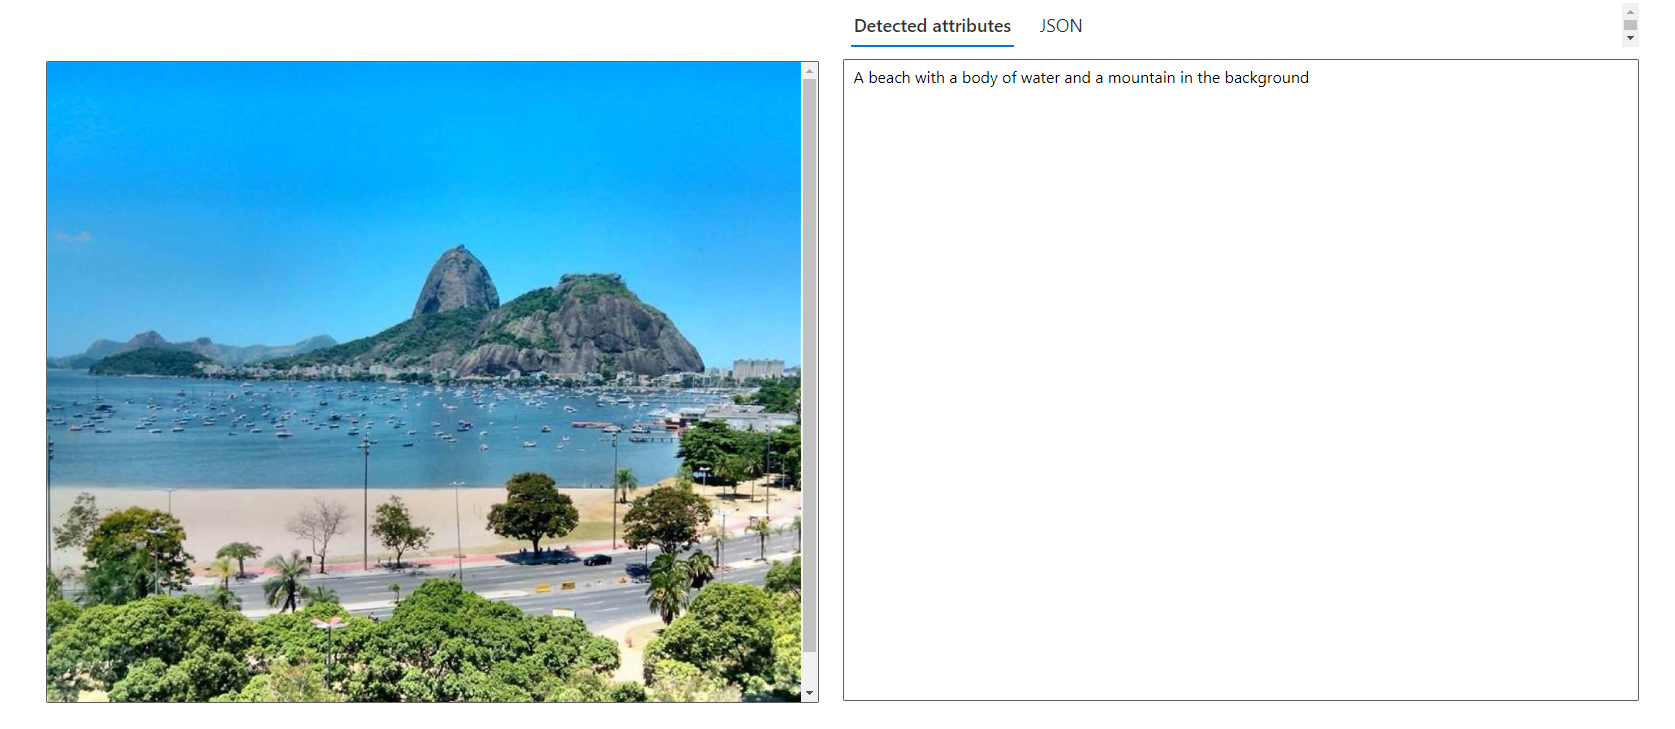 Detected attributes JSON
A beach with a body of water and a mountain in the background